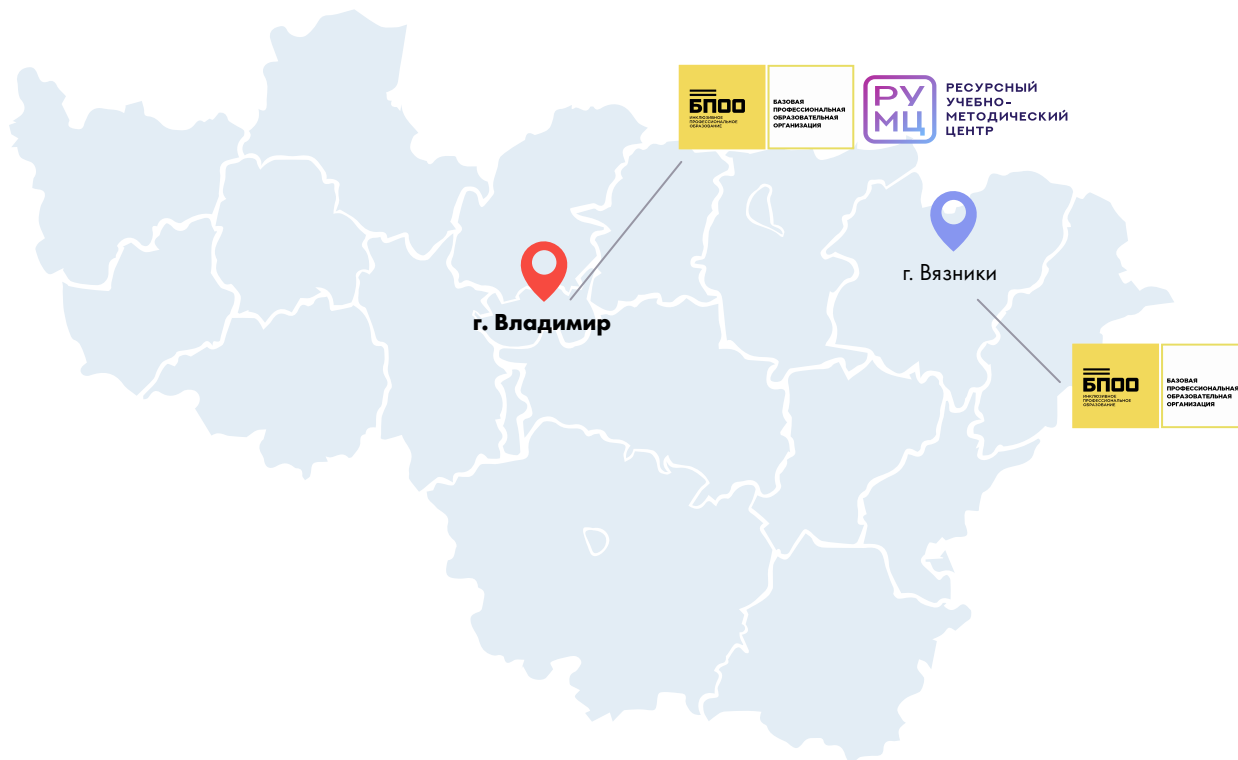 БПОО
ИНКЛЮЗИВНОЕ
ПРОФЕССИОНАЛЬНОЕ
ОБРАЗОВАНИЕ
БАЗОВАЯ
ПРОФЕССИОНАЛЬНАЯ
ОБРАЗОВАТЕЛЬНАЯ
ОРГАНИЗАЦИЯ
РУ
МЦ
РЕСУРСНЫЙ
УЧЕБНО-
МЕТОДИЧЕСКИЙ
ЦЕНТР
г. Вязники
г. Владимир
БПОО
ИНКЛЮЗИВНОЕ
ПРОФЕССИОНАЛЬНОЕ
ОБРАЗОВАНИЕ
БАЗОВАЯ
ПРОФЕССИОНАЛЬНАЯ
ОБРАЗОВАТЕЛЬНАЯ
ОРГАНИЗАЦИЯ